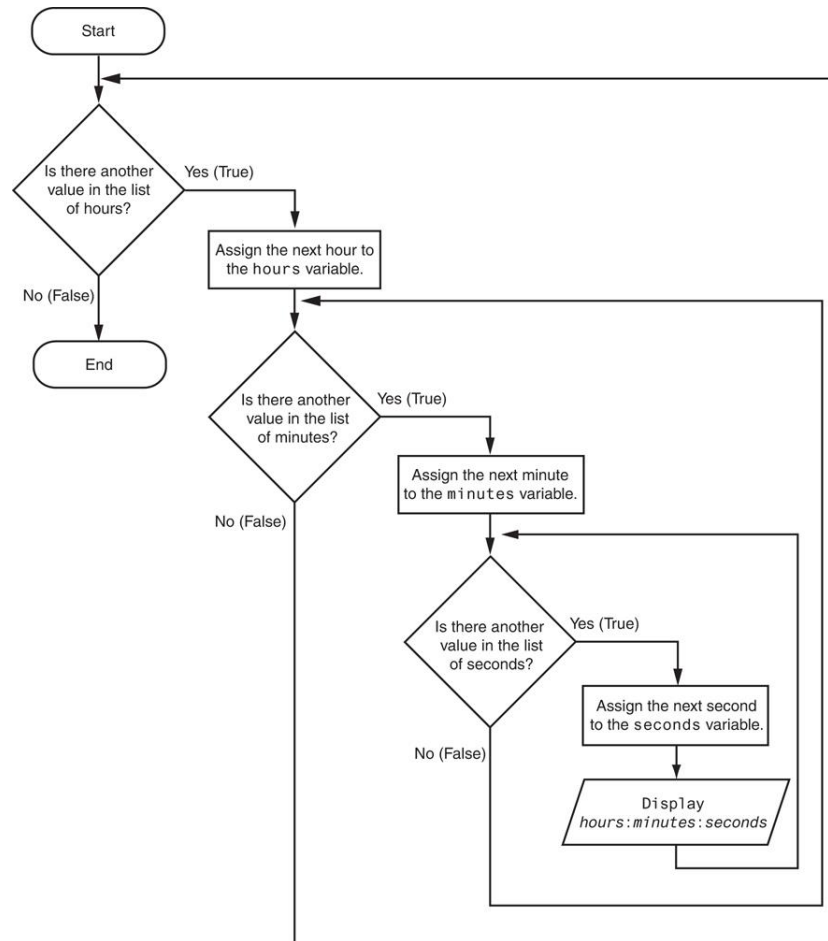 Start
Is there another
value in the list
of hours?
Yes (True)
Assign the next hour to
the hours variable.
No (False)
End
Is there another
value in the list
of minutes?
Yes (True)
Assign the next minute
to the minutes variable.
No (False)
Is there another
value in the list
of seconds?
Yes (True)
Assign the next second
to the seconds variable.
No (False)
Display
hours:minutes:seconds